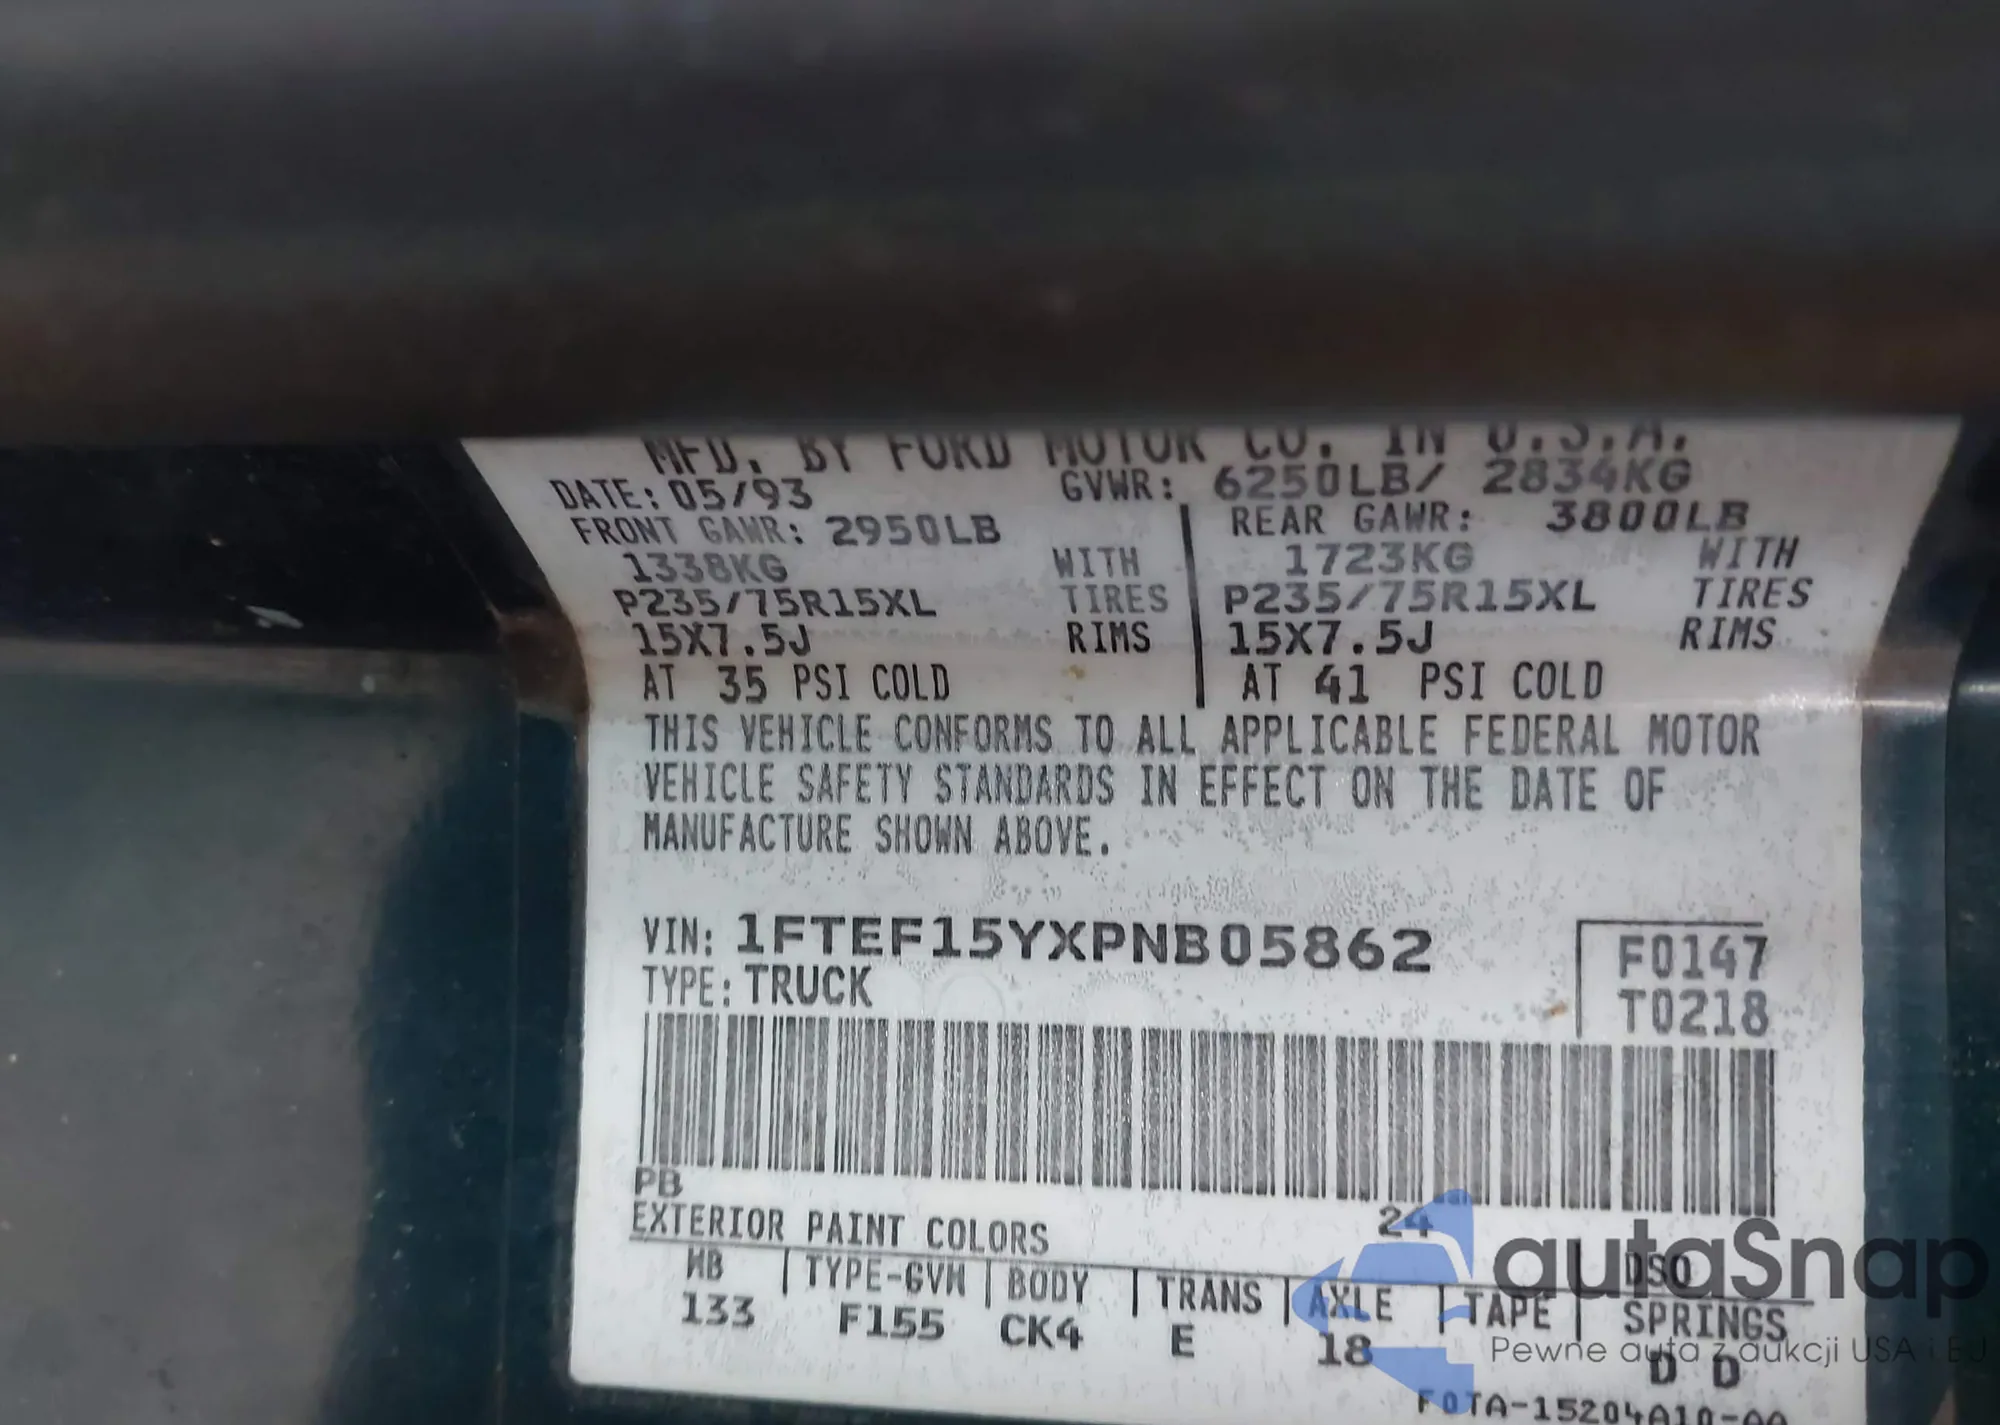 MFD. BY FORD MOTOR CO. IN U.S.A.
DATE: 05/93 GVWR: 6250LB/ 2834KG
FRONT GAWR: 2950LB REAR GAWR: 3800LB
1338KG WITH 1723KG WITH
P235/75R15XL TIRES P235/75R15XL TIRES
15X7.5J RIMS 15X7.5J RIMS
AT 35 PSI COLD AT 41 PSI COLD
THIS VEHICLE CONFORMS TO ALL APPLICABLE FEDERAL MOTOR
VEHICLE SAFETY STANDARDS IN EFFECT ON THE DATE OF
MANUFACTURE SHOWN ABOVE.
VIN: 1FTEF15YXPNB05862 F0147
TYPE: TRUCK T0218
PB
EXTERIOR PAINT COLORS 24 DSO
WB | TYPE-GVW | BODY | TRANS | AXLE | TAPE | SPRINGS
133 F155 CK4 E 18 D D
F0TA-15204A10-AA
autaSnap
Pewne auta z aukcji USA i EU